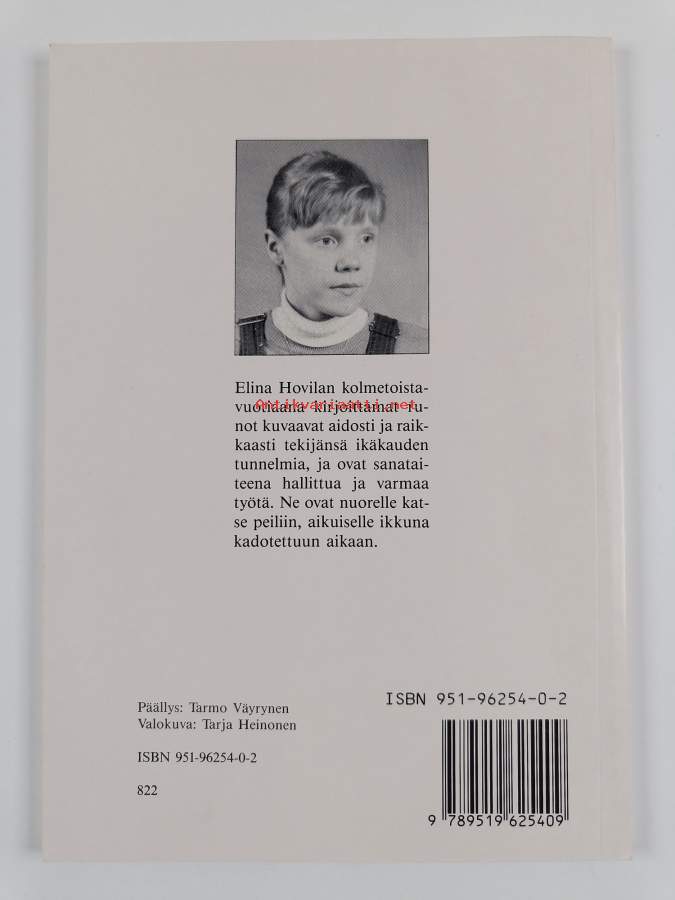 Elina Hovilan kolmetoista-
vuotiaana kirjoittamat ru-
Antikvariaatti.net
not kuvaavat aidosti ja raik-
kaasti tekijänsä ikäkauden
tunnelmia, ja ovat sanatai-
teena hallittua ja varmaa
työtä. Ne ovat nuorelle kat-
se peiliin, aikuiselle ikkuna
kadotettuun aikaan.
Päällys: Tarmo Väyrynen
Valokuva: Tarja Heinonen
ISBN 951-96254-0-2
822
ISBN 951-96254-0-2
9 789519 625409